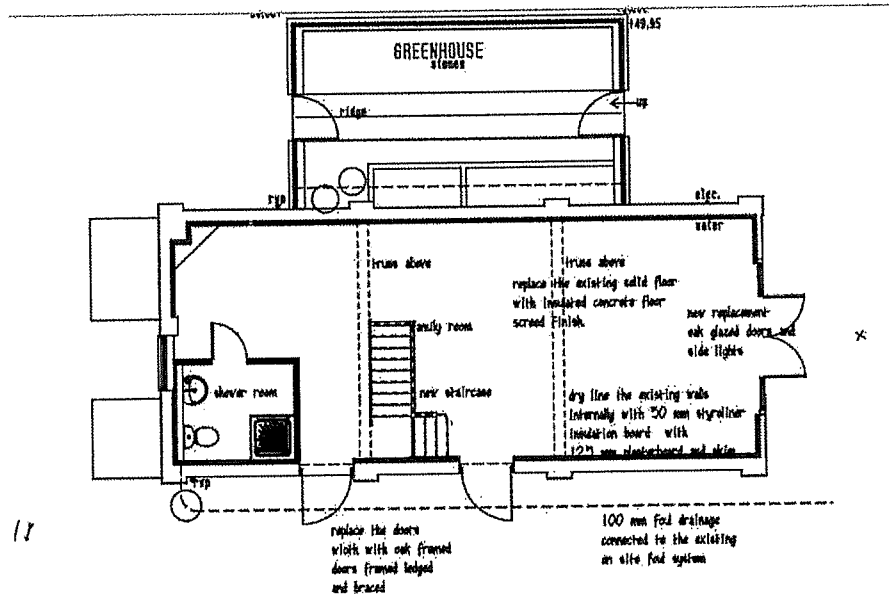 149,95
GREENHOUSE
stones
ridge
up
rwp
elec.
water
truss above
truss above
replace the existing solid floor
with insulated concrete floor
screed finish
family room
new replacement
oak glazed doors and
side lights
shower room
new staircase
dry line the existing walls
internally with 50 mm styroliner
insulation board with
12.5 mm plasterboard and skim
rwp
replace the doors
width with oak framed
doors framed ledged
and braced
100 mm foul drainage
connected to the existing
on site foul system